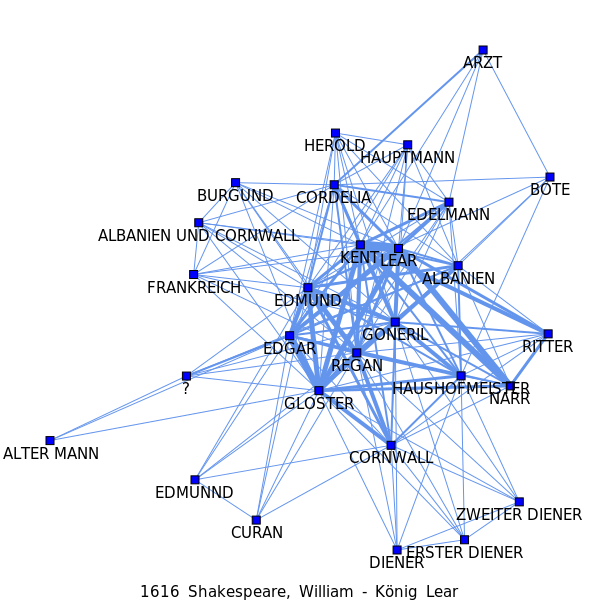 ARZT
HEROLD
HAUPTMANN
BURGUND
CORDELIA
BOTE
EDELMANN
ALBANIEN UND CORNWALL
KENT
LEAR
ALBANIEN
FRANKREICH
EDMUND
GONERIL
EDGAR
RITTER
REGAN
?
HAUSHOFMEISTER
NARR
GLOSTER
ALTER MANN
CORNWALL
EDMUNND
ZWEITER DIENER
CURAN
ERSTER DIENER
DIENER
1616 Shakespeare, William - König Lear